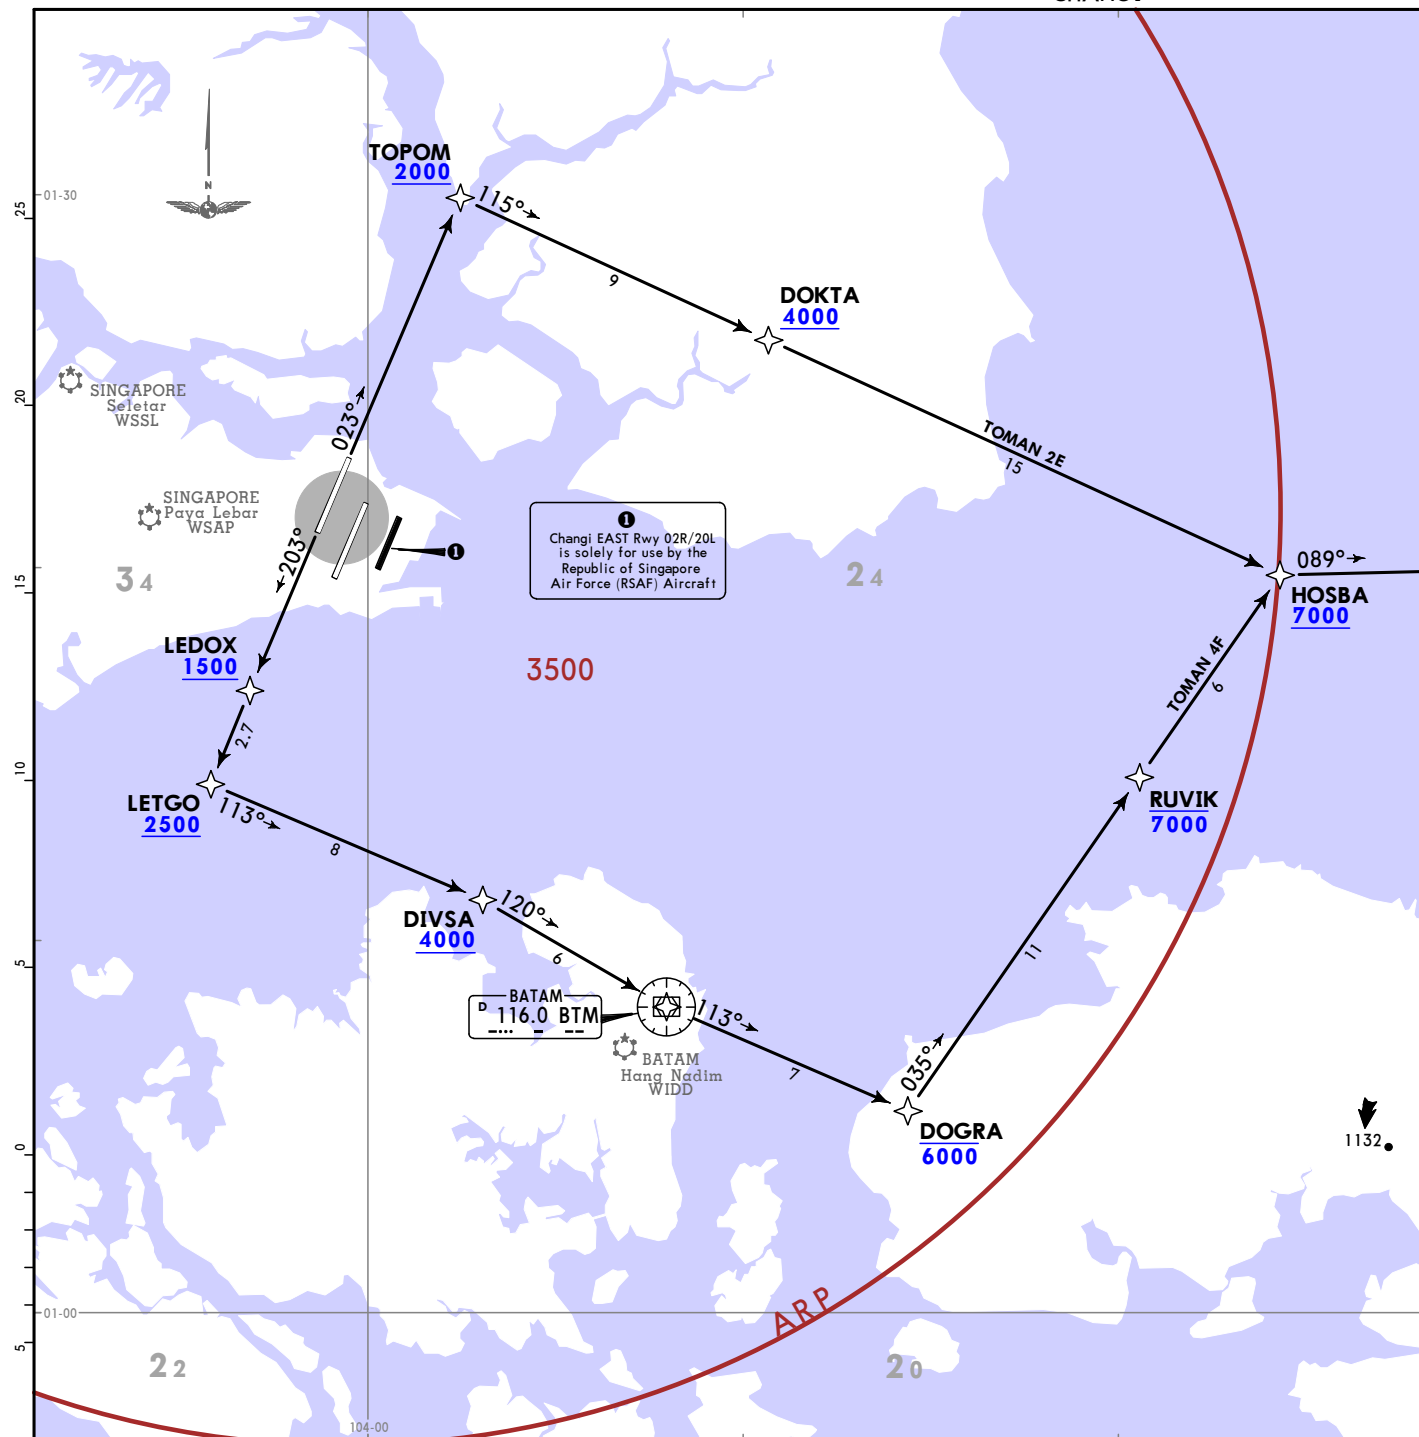 TOPOM
2000
01-30
N
115°
9
DOKTA
4000
25
20
15
10
5
0
5
SINGAPORE
Seletar
WSSL
023°
TOMAN 2E
15
SINGAPORE
Paya Lebar
WSAP
203°
1
1
Changi EAST Rwy 02R/20L
is solely for use by the
Republic of Singapore
Air Force (RSAF) Aircraft
34
24
089°
HOSBA
7000
LEDOX
1500
3500
TOMAN 4F
6
2.7
LETGO
2500
113°
8
RUVIK
7000
DIVSA
4000
120°
6
11
BATAM
D 116.0 BTM
113°
7
BATAM
Hang Nadim
WIDD
035°
DOGRA
6000
1132
01-00
ARP
22
20
104-00